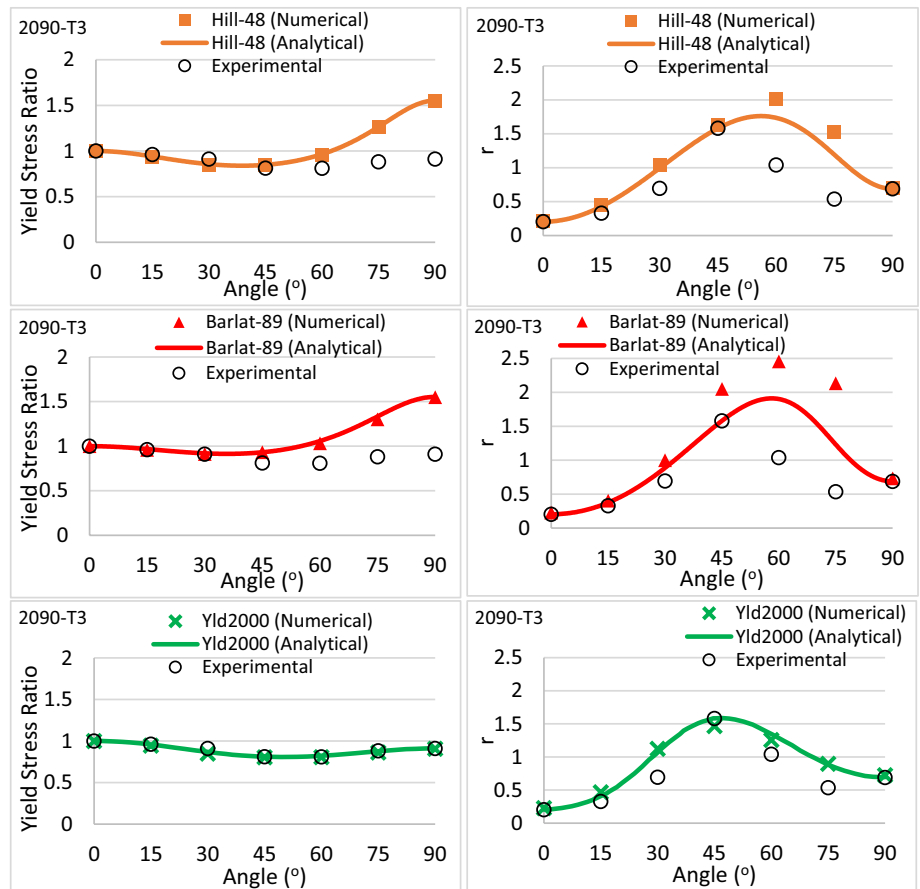 2090-T3
Hill-48 (Numerical)
Hill-48 (Analytical)
Experimental
Yield Stress Ratio
2
1.5
1
0.5
0
0 15 30 45 60 75 90
Angle (o)
2090-T3
Hill-48 (Numerical)
Hill-48 (Analytical)
Experimental
r
2.5
2
1.5
1
0.5
0
0 15 30 45 60 75 90
Angle (o)
2090-T3
Barlat-89 (Numerical)
Barlat-89 (Analytical)
Experimental
Yield Stress Ratio
2
1.5
1
0.5
0
0 15 30 45 60 75 90
Angle (o)
2090-T3
Barlat-89 (Numerical)
Barlat-89 (Analytical)
Experimental
r
2.5
2
1.5
1
0.5
0
0 15 30 45 60 75 90
Angle (o)
2090-T3
Yld2000 (Numerical)
Yld2000 (Analytical)
Experimental
Yield Stress Ratio
2
1.5
1
0.5
0
0 15 30 45 60 75 90
Angle (o)
2090-T3
Yld2000 (Numerical)
Yld2000 (Analytical)
Experimental
r
2.5
2
1.5
1
0.5
0
0 15 30 45 60 75 90
Angle (o)